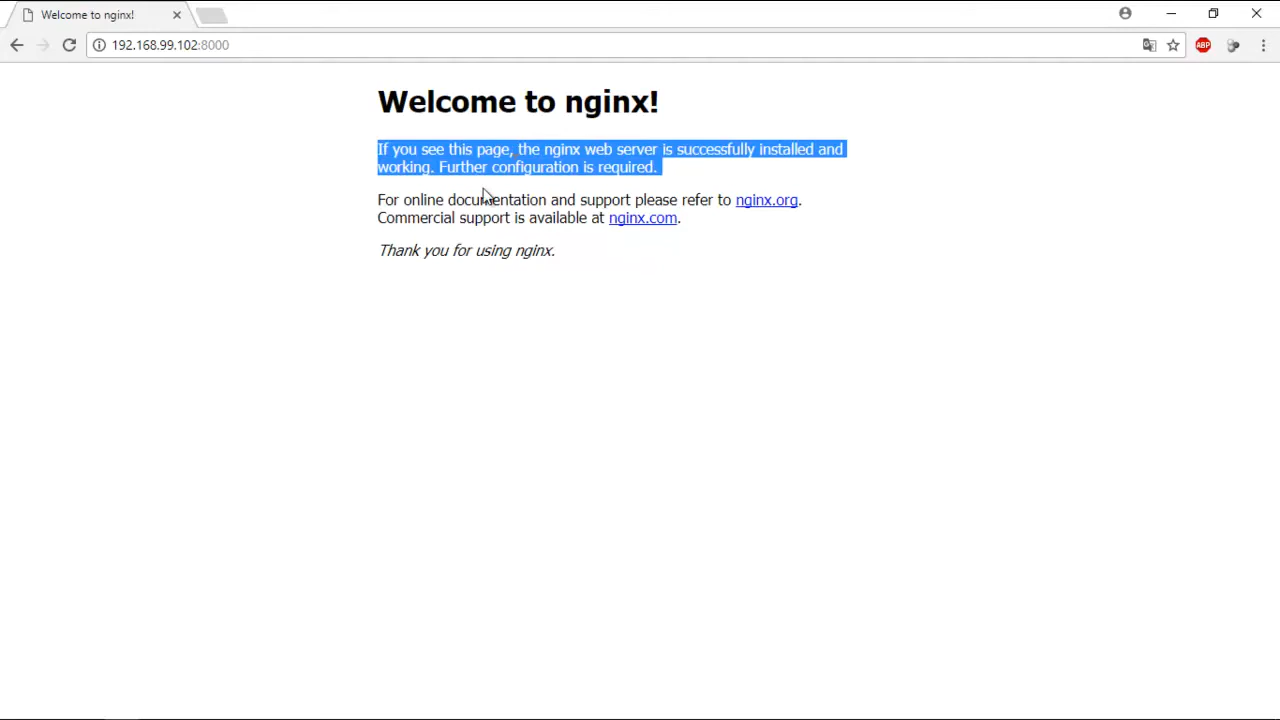 Welcome to nginx!
192.168.99.102:8000
ABP
Welcome to nginx!
If you see this page, the nginx web server is successfully installed and
working. Further configuration is required.
For online documentation and support please refer to nginx.org.
Commercial support is available at nginx.com.
Thank you for using nginx.